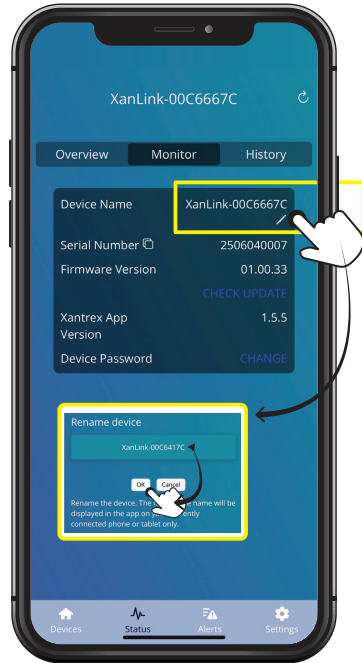 XanLink-00C6667C
Overview Monitor History
Device Name XanLink-00C6667C
Serial Number 2506040007
Firmware Version 01.00.33
CHECK UPDATE
Xantrex App 1.5.5
Version
Device Password CHANGE
Rename device
XanLink-00C6417C
OK Cancel
Rename the device. The name will be
displayed in the app on ently
connected phone or tablet only.
Devices Status Alerts Settings